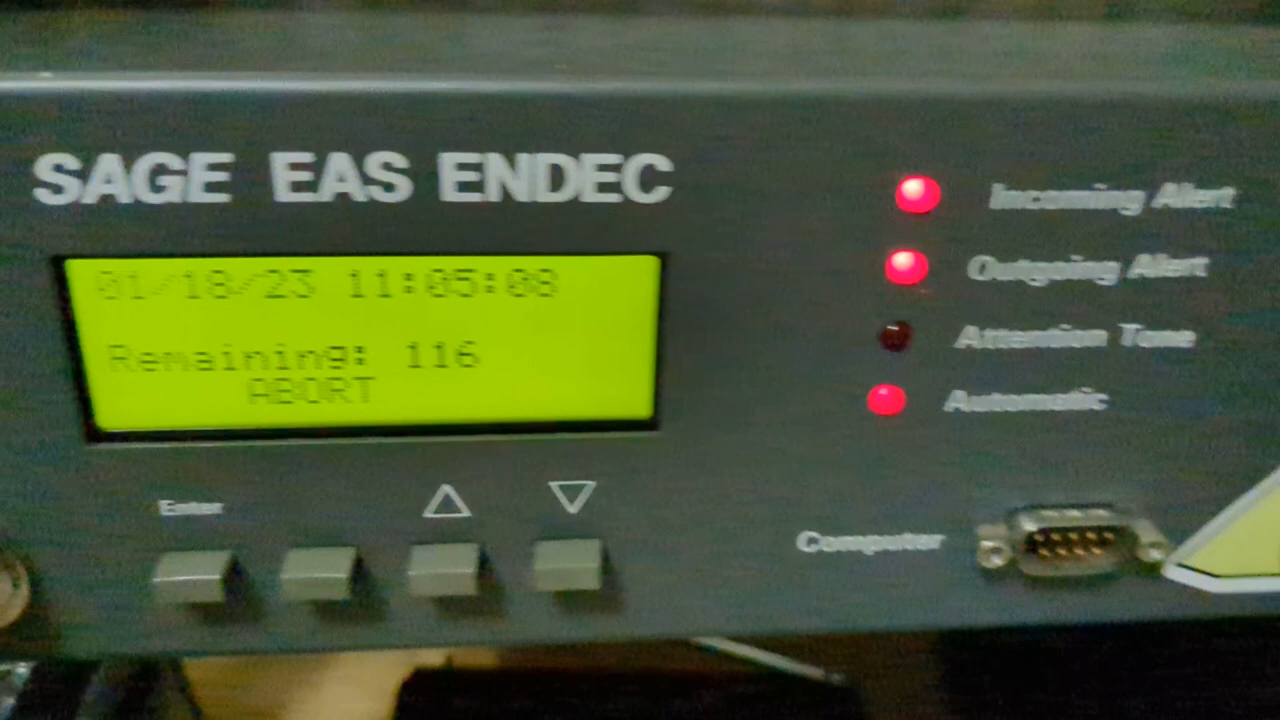 SAGE EAS ENDEC
01/18/23 11:05:08
Remaining: 116
ABORT
Incoming Alert
Outgoing Alert
Attention Tone
Automatic
Enter
Computer